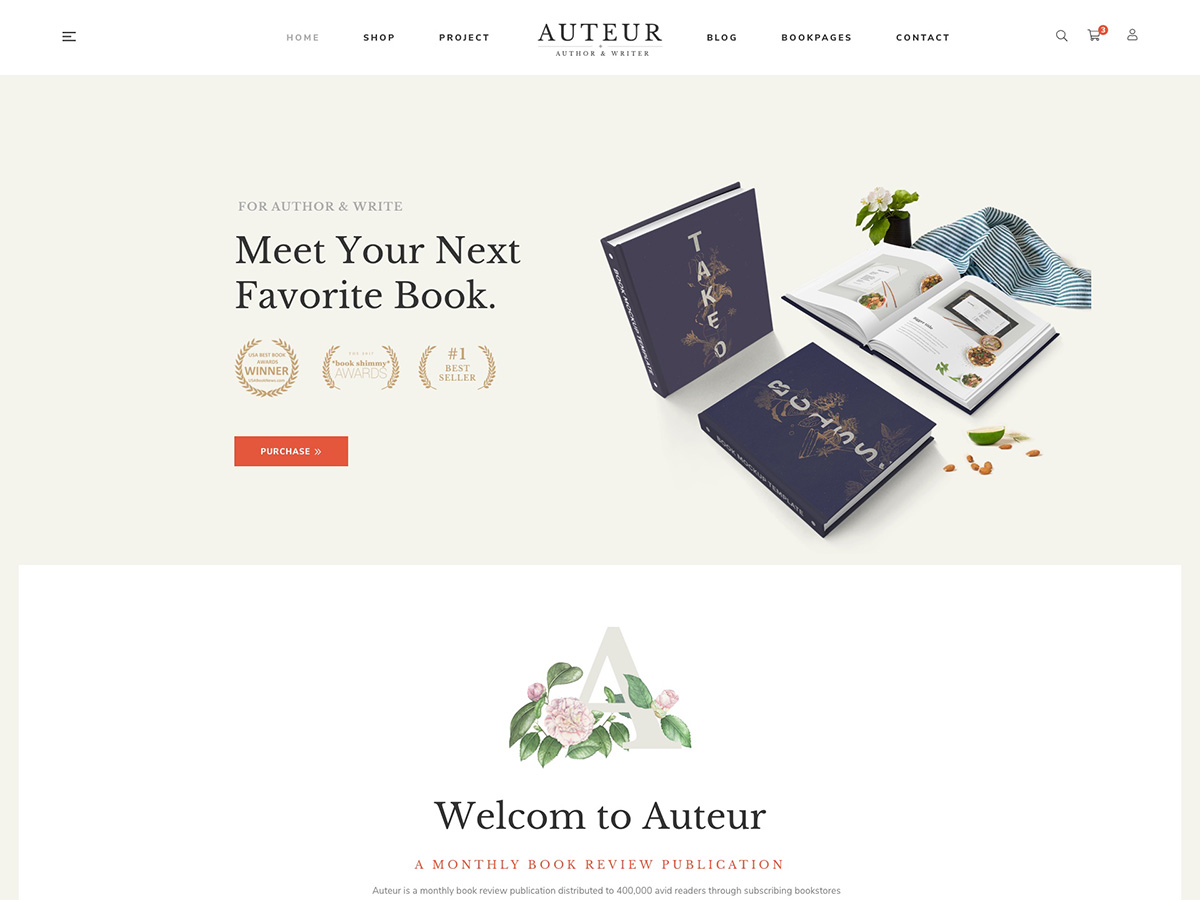 HOME
SHOP
PROJECT
AUTEUR
AUTHOR & WRITER
BLOG
BOOKPAGES
CONTACT
3
FOR AUTHOR & WRITE
Meet Your Next
Favorite Book.
USA BEST BOOK
AWARDS
WINNER
THE 2017
"book shimmy"
AWARDS
#1
BEST
SELLER
PURCHASE »
TAKED
BOOK MOCKUP TEMPLATE
BOOK MOCKUP TEMPLATE
A
Welcom to Auteur
A MONTHLY BOOK REVIEW PUBLICATION
Auteur is a monthly book review publication distributed to 400,000 avid readers through subscribing bookstores